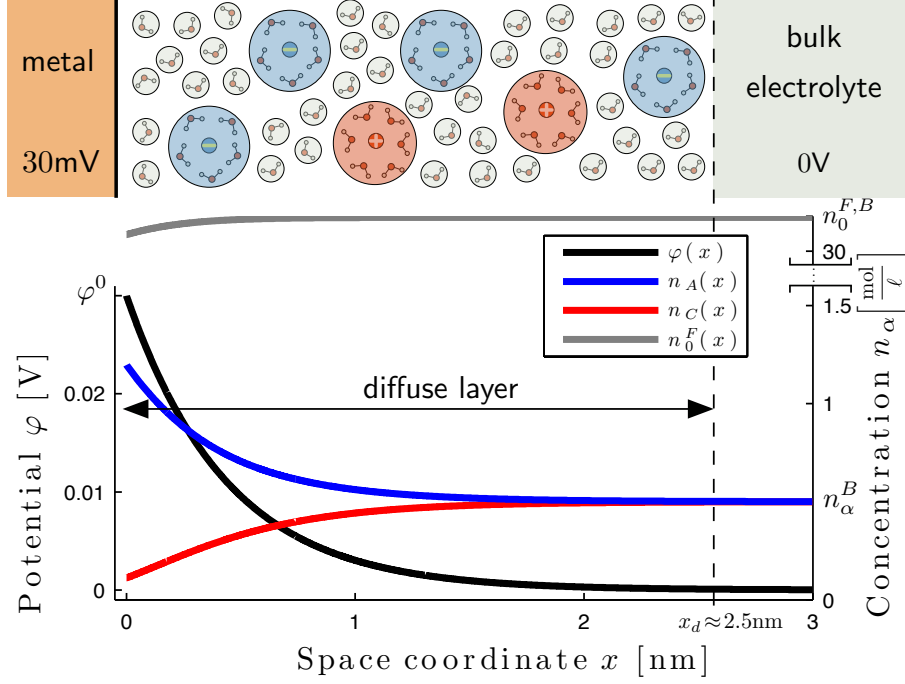 metal
30mV
bulk
electrolyte
0V
φ(x)
n_A(x)
n_C(x)
n_0^F(x)
diffuse layer
φ^0
0.02
0.01
0
Potential φ [V]
0
1
2
3
x_d≈2.5nm
Space coordinate x [nm]
n_0^{F,B}
30
1.5
1
n_α^B
0
Concentration n_α [mol/ℓ]